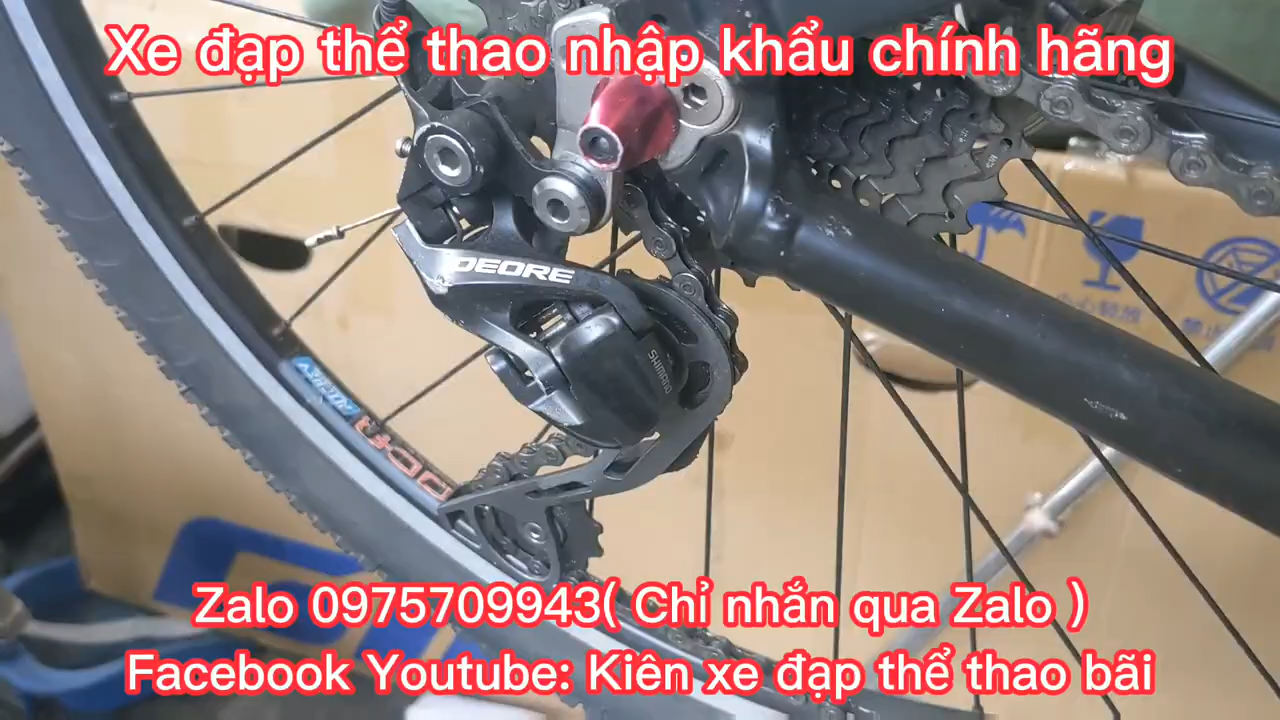 Xe đạp thể thao nhập khẩu chính hãng
DEORE
SHIMANO
Zalo 0975709943( Chỉ nhắn qua Zalo )
Facebook Youtube: Kiên xe đạp thể thao bãi